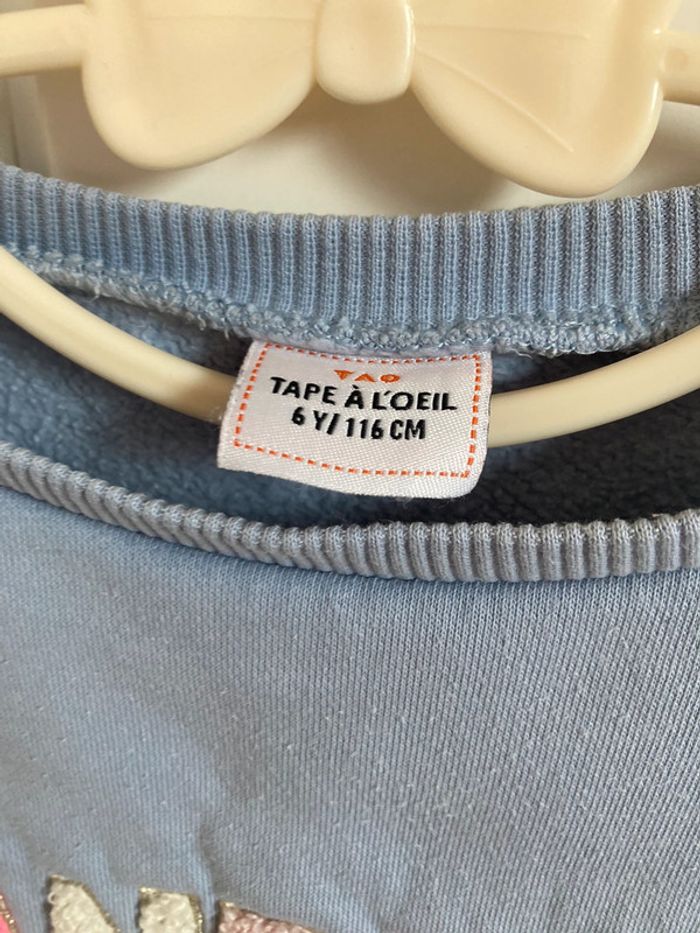 TAO
TAPE À L'OEIL
6 Y/116 CM